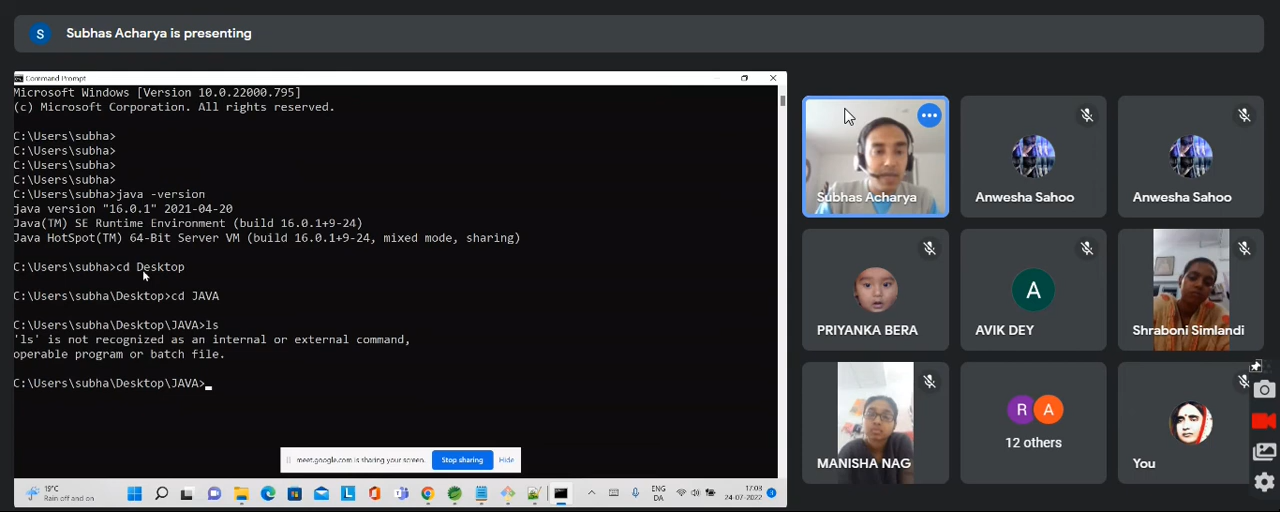 S
Subhas Acharya is presenting
Command Prompt
Microsoft Windows [Version 10.0.22000.795]
(c) Microsoft Corporation. All rights reserved.
C:\Users\subha>
C:\Users\subha>
C:\Users\subha>
C:\Users\subha>
C:\Users\subha>java -version
java version "16.0.1" 2021-04-20
Java(TM) SE Runtime Environment (build 16.0.1+9-24)
Java HotSpot(TM) 64-Bit Server VM (build 16.0.1+9-24, mixed mode, sharing)
C:\Users\subha>cd Desktop
C:\Users\subha\Desktop>cd JAVA
C:\Users\subha\Desktop\JAVA>ls
'ls' is not recognized as an internal or external command,
operable program or batch file.
C:\Users\subha\Desktop\JAVA>
meet.google.com is sharing your screen.
Stop sharing
Hide
19°C
Rain off and on
L
ENG
DA
17:03
24-07-2022
Subhas Acharya
Anwesha Sahoo
Anwesha Sahoo
PRIYANKA BERA
A
AVIK DEY
Shraboni Simlandi
MANISHA NAG
R
A
12 others
You